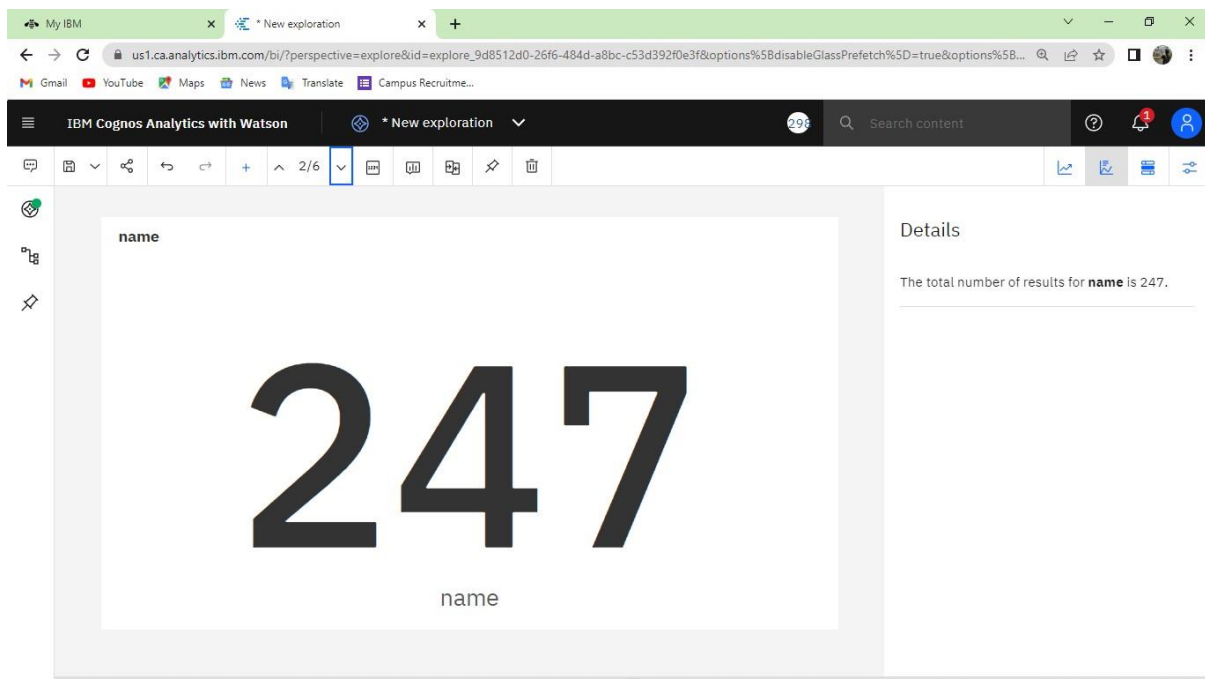 My IBM
* New exploration
us1.ca.analytics.ibm.com/bi/?perspective=explore&id=explore_9d8512d0-26f6-484d-a8bc-c53d392f0e3f&options%5BdisableGlassPrefetch%5D=true&options%5B...
Gmail YouTube Maps News Translate Campus Recruitme...
IBM Cognos Analytics with Watson
* New exploration
298
Search content
1
2/6
name
247
name
Details
The total number of results for name is 247.